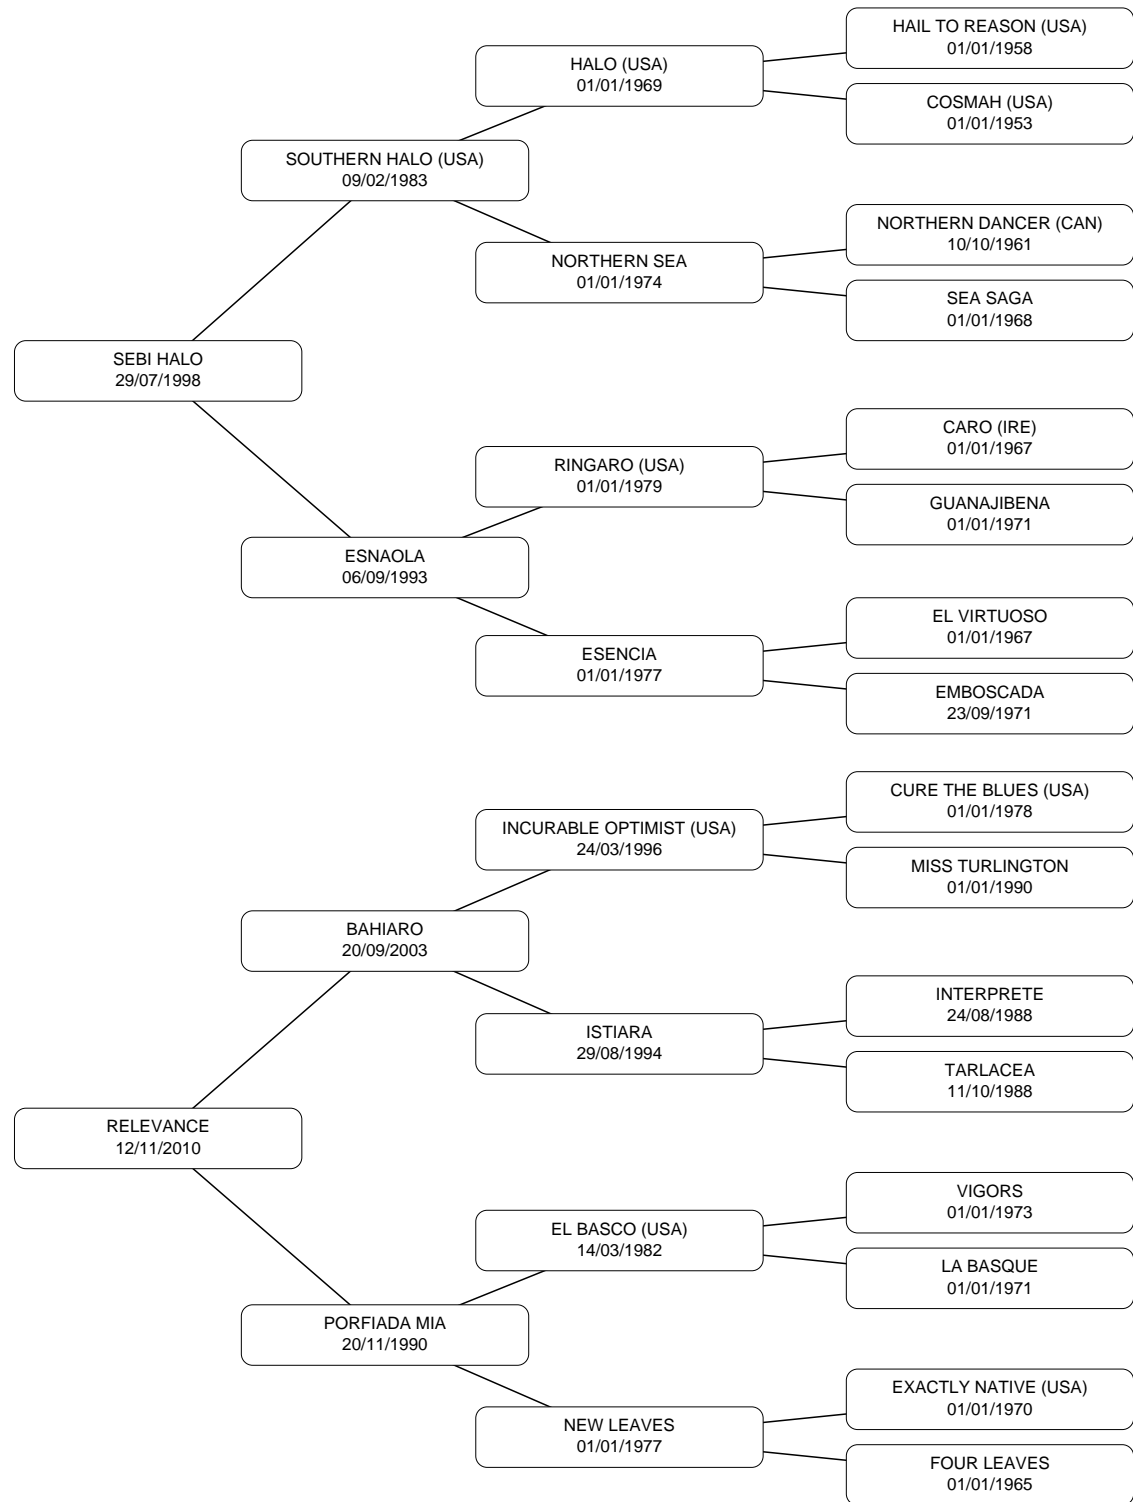 HAIL TO REASON (USA)
01/01/1958
HALO (USA)
01/01/1969
COSMAH (USA)
01/01/1953
SOUTHERN HALO (USA)
09/02/1983
NORTHERN DANCER (CAN)
10/10/1961
NORTHERN SEA
01/01/1974
SEA SAGA
01/01/1968
SEBI HALO
29/07/1998
CARO (IRE)
01/01/1967
RINGARO (USA)
01/01/1979
GUANAJIBENA
01/01/1971
ESNAOLA
06/09/1993
EL VIRTUOSO
01/01/1967
ESENCIA
01/01/1977
EMBOSCADA
23/09/1971
CURE THE BLUES (USA)
01/01/1978
INCURABLE OPTIMIST (USA)
24/03/1996
MISS TURLINGTON
01/01/1990
BAHIARO
20/09/2003
INTERPRETE
24/08/1988
ISTIARA
29/08/1994
TARLACEA
11/10/1988
RELEVANCE
12/11/2010
VIGORS
01/01/1973
EL BASCO (USA)
14/03/1982
LA BASQUE
01/01/1971
PORFIADA MIA
20/11/1990
EXACTLY NATIVE (USA)
01/01/1970
NEW LEAVES
01/01/1977
FOUR LEAVES
01/01/1965